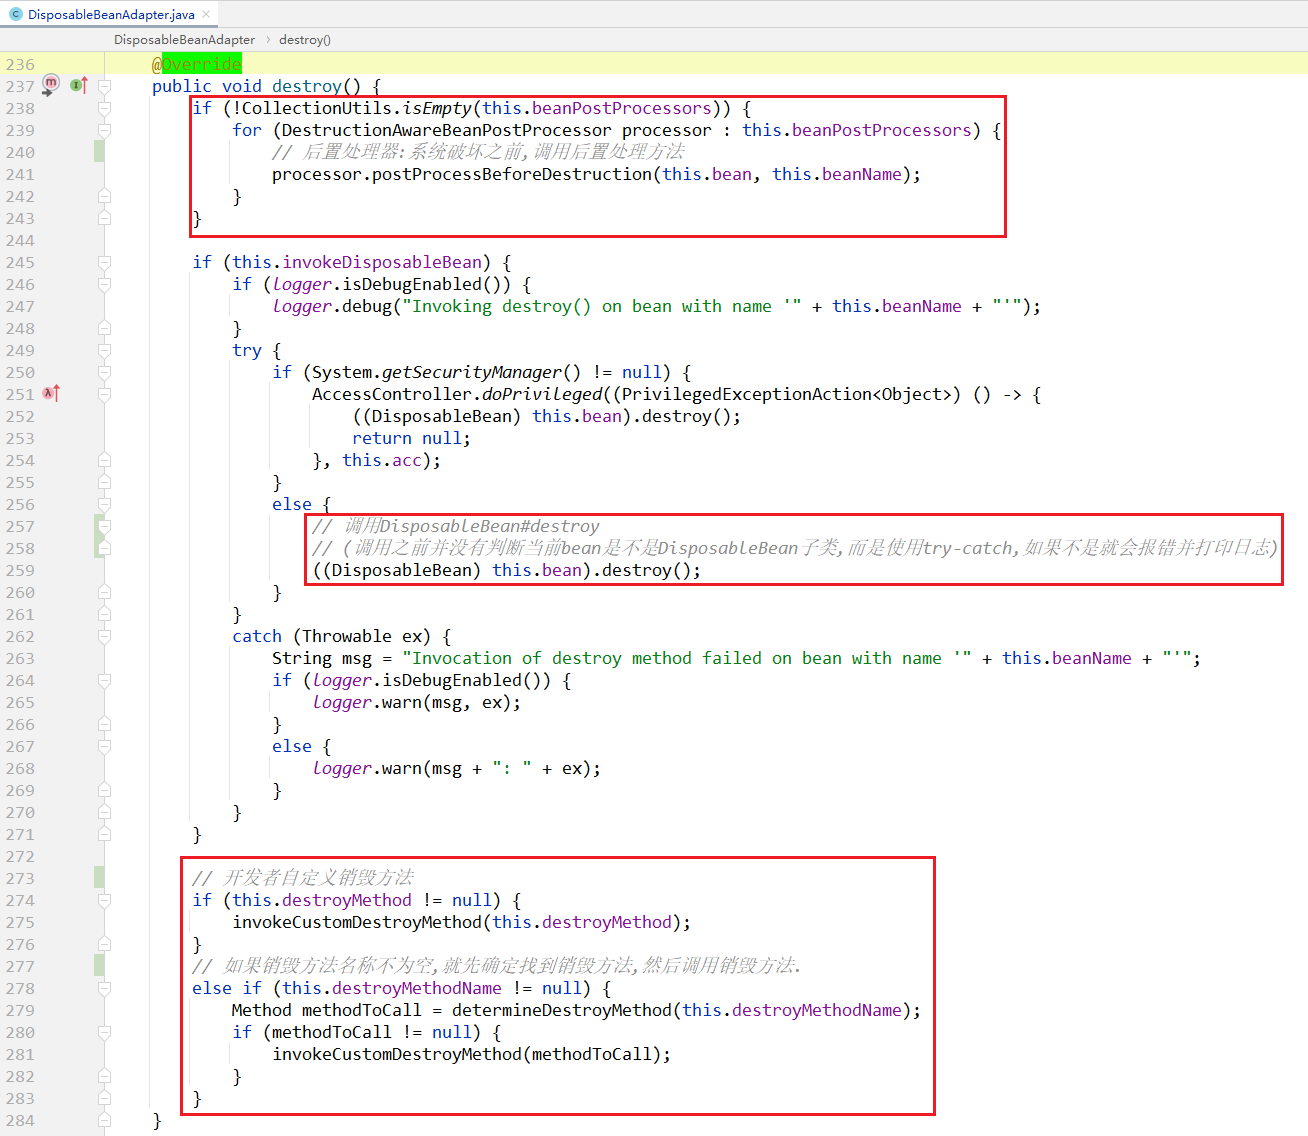 DisposableBeanAdapter.java
DisposableBeanAdapter › destroy()
236 @Override
237 public void destroy() {
238 if (!CollectionUtils.isEmpty(this.beanPostProcessors)) {
239 for (DestructionAwareBeanPostProcessor processor : this.beanPostProcessors) {
240 // 后置处理器:系统破坏之前,调用后置处理方法
241 processor.postProcessBeforeDestruction(this.bean, this.beanName);
242 }
243 }
244
245 if (this.invokeDisposableBean) {
246 if (logger.isDebugEnabled()) {
247 logger.debug("Invoking destroy() on bean with name '" + this.beanName + "'");
248 }
249 try {
250 if (System.getSecurityManager() != null) {
251 AccessController.doPrivileged((PrivilegedExceptionAction<Object>) () -> {
252 ((DisposableBean) this.bean).destroy();
253 return null;
254 }, this.acc);
255 }
256 else {
257 // 调用DisposableBean#destroy
258 // (调用之前并没有判断当前bean是不是DisposableBean子类,而是使用try-catch,如果不是就会报错并打印日志)
259 ((DisposableBean) this.bean).destroy();
260 }
261 }
262 catch (Throwable ex) {
263 String msg = "Invocation of destroy method failed on bean with name '" + this.beanName + "'";
264 if (logger.isDebugEnabled()) {
265 logger.warn(msg, ex);
266 }
267 else {
268 logger.warn(msg + ": " + ex);
269 }
270 }
271 }
272
273 // 开发者自定义销毁方法
274 if (this.destroyMethod != null) {
275 invokeCustomDestroyMethod(this.destroyMethod);
276 }
277 // 如果销毁方法名称不为空,就先确定找到销毁方法,然后调用销毁方法.
278 else if (this.destroyMethodName != null) {
279 Method methodToCall = determineDestroyMethod(this.destroyMethodName);
280 if (methodToCall != null) {
281 invokeCustomDestroyMethod(methodToCall);
282 }
283 }
284 }